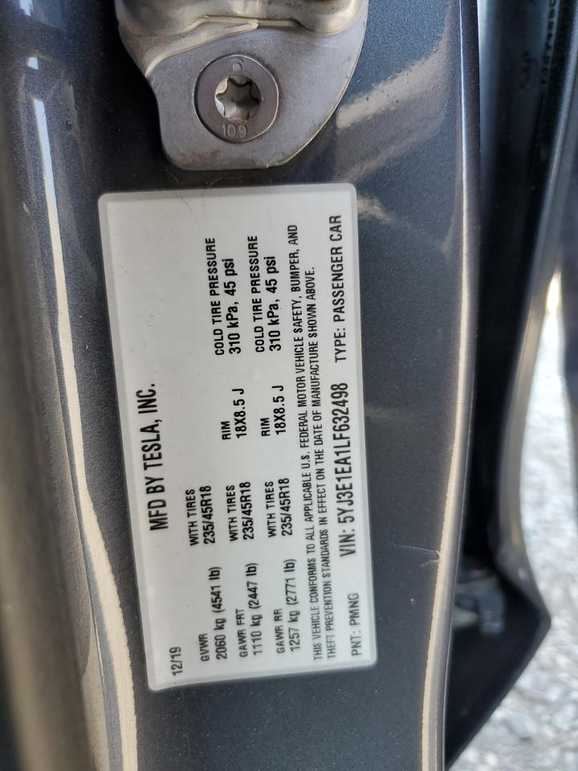 109
MFD BY TESLA, INC.
12/19
GVWR WITH TIRES RIM COLD TIRE PRESSURE
2060 kg (4541 lb) 235/45R18 18X8.5 J 310 kPa, 45 psi
GAWR FRT WITH TIRES RIM COLD TIRE PRESSURE
1110 kg (2447 lb) 235/45R18 18X8.5 J 310 kPa, 45 psi
GAWR RR
1257 kg (2771 lb) 235/45R18
THIS VEHICLE CONFORMS TO ALL APPLICABLE U.S. FEDERAL MOTOR VEHICLE SAFETY, BUMPER, AND
THEFT PREVENTION STANDARDS IN EFFECT ON THE DATE OF MANUFACTURE SHOWN ABOVE.
PNT: PMNG VIN: 5YJ3E1EA1LF632498 TYPE: PASSENGER CAR